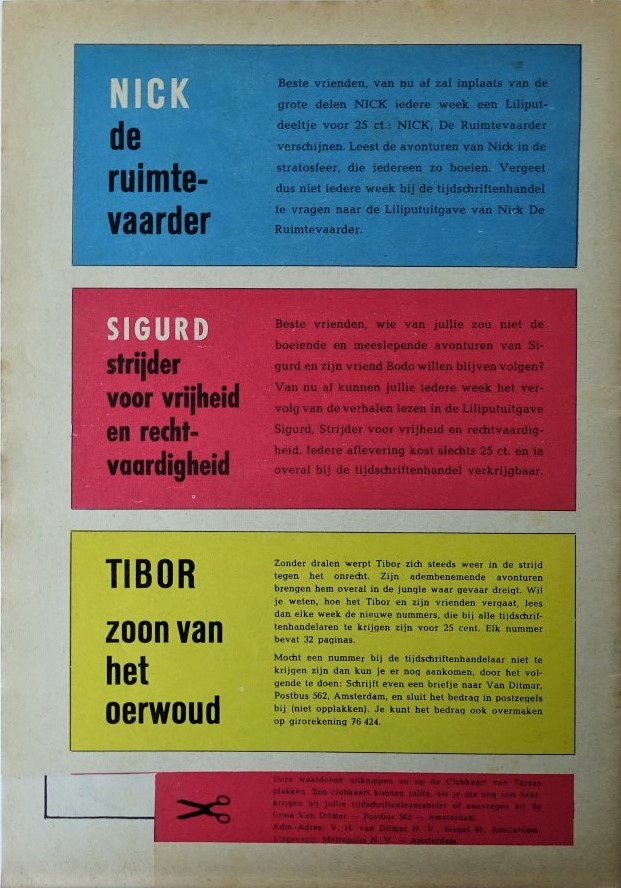 NICK
de
ruimte-
vaarder
Beste vrienden, van nu af zal inplaats van de
grote delen NICK iedere week een Liliput-
deeltje voor 25 ct.: NICK, De Ruimtevaarder
verschijnen. Leest de avonturen van Nick in de
stratosfeer, die iedereen zo boeien. Vergeet
dus niet iedere week bij de tijdschriftenhandel
te vragen naar de Liliputuitgave van Nick De
Ruimtevaarder.
SIGURD
strijder
voor vrijheid
en recht-
vaardigheid
Beste vrienden, wie van jullie zou niet de
boeiende en meeslepende avonturen van Si-
gurd en zijn vriend Bodo willen blijven volgen?
Van nu af kunnen jullie iedere week het ver-
volg van de verhalen lezen in de Liliputuitgave
Sigurd, Strijder voor vrijheid en rechtvaardig-
heid. Iedere aflevering kost slechts 25 ct. en is
overal bij de tijdschriftenhandel verkrijgbaar.
TIBOR
zoon van
het
oerwoud
Zonder dralen werpt Tibor zich steeds weer in de strijd
tegen het onrecht. Zijn adembenemende avonturen
brengen hem overal in de jungle waar gevaar dreigt. Wil
je weten, hoe het Tibor en zijn vrienden vergaat, lees
dan elke week de nieuwe nummers, die bij alle tijdschrif-
tenhandelaren te krijgen zijn voor 25 cent. Elk nummer
bevat 32 paginas.
Mocht een nummer bij de tijdschriftenhandelaar niet te
krijgen zijn dan kun je er nog aankomen, door het vol-
gende te doen: Schrijft even een briefje naar Van Ditmar,
Postbus 562, Amsterdam, en sluit het bedrag in postzegels
bij (niet opplakken). Je kunt het bedrag ook overmaken
op girorekening 76 424.
Deze waardebon uitknippen en op de Clubkaart van Tarzan
plakken. Een clubkaart kunnen jullie, als je die nog niet hebt,
krijgen bij jullie tijdschriftenleverancier of aanvragen bij de
firma Van Ditmar — Postbus 562 — Amsterdam.
Adm.-Adres: V. H. van Ditmar N. V., Singel 90, Amsterdam
Uitgeverij: Metropolis N. V. — Amsterdam.